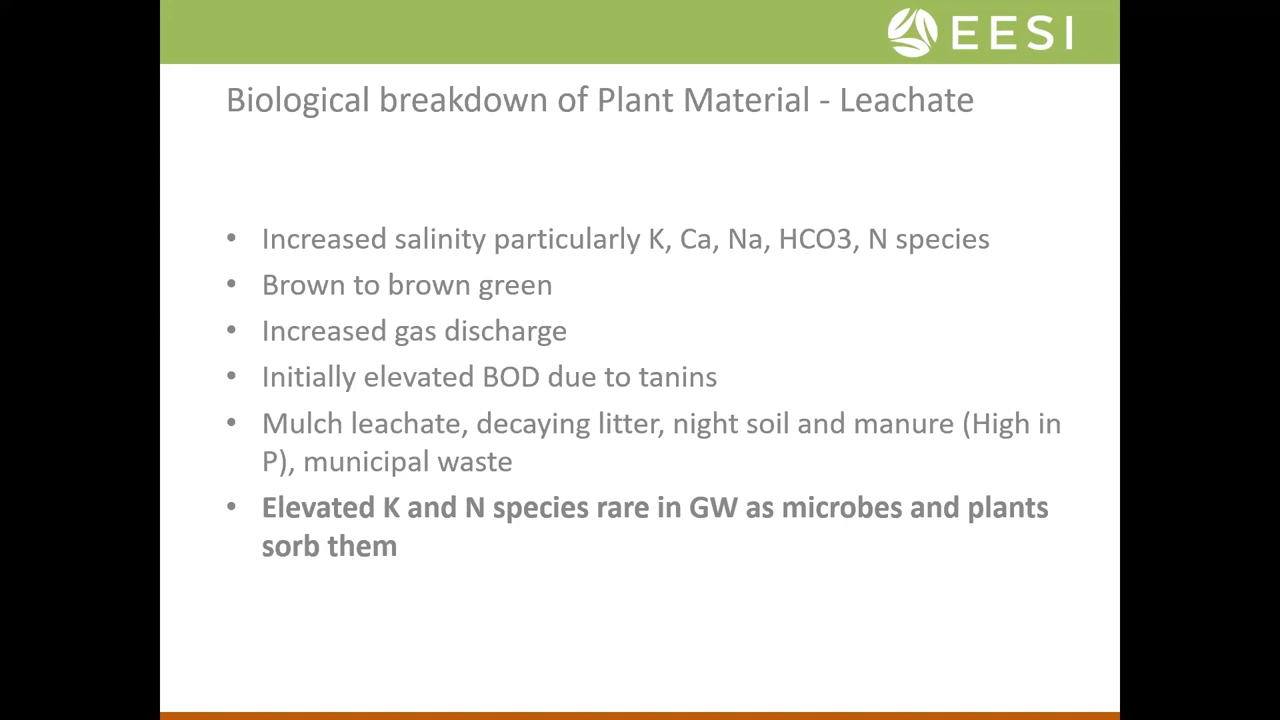 EESI
Biological breakdown of Plant Material - Leachate
• Increased salinity particularly K, Ca, Na, HCO3, N species
• Brown to brown green
• Increased gas discharge
• Initially elevated BOD due to tanins
• Mulch leachate, decaying litter, night soil and manure (High in
P), municipal waste
• Elevated K and N species rare in GW as microbes and plants
sorb them